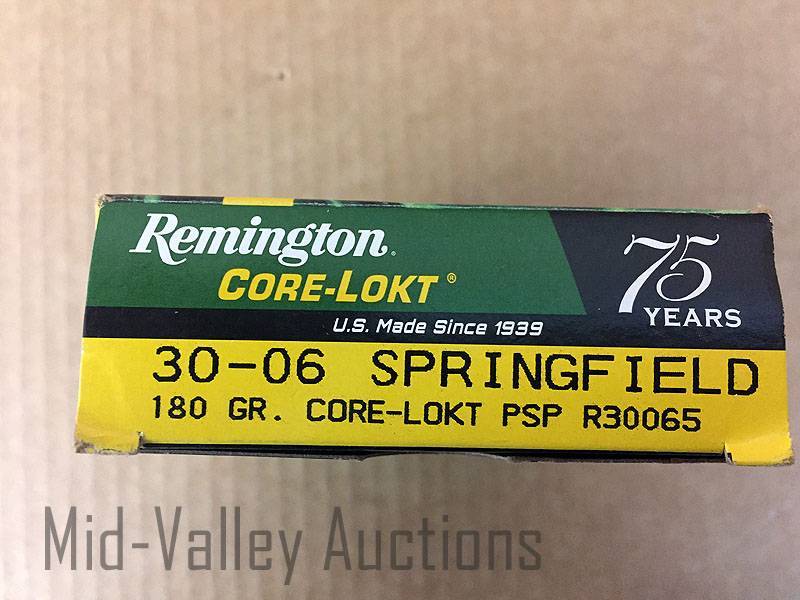 Remington®
CORE-LOKT®
75
YEARS
U.S. Made Since 1939
30-06 SPRINGFIELD
180 GR. CORE-LOKT PSP R30065
Mid-Valley Auctions